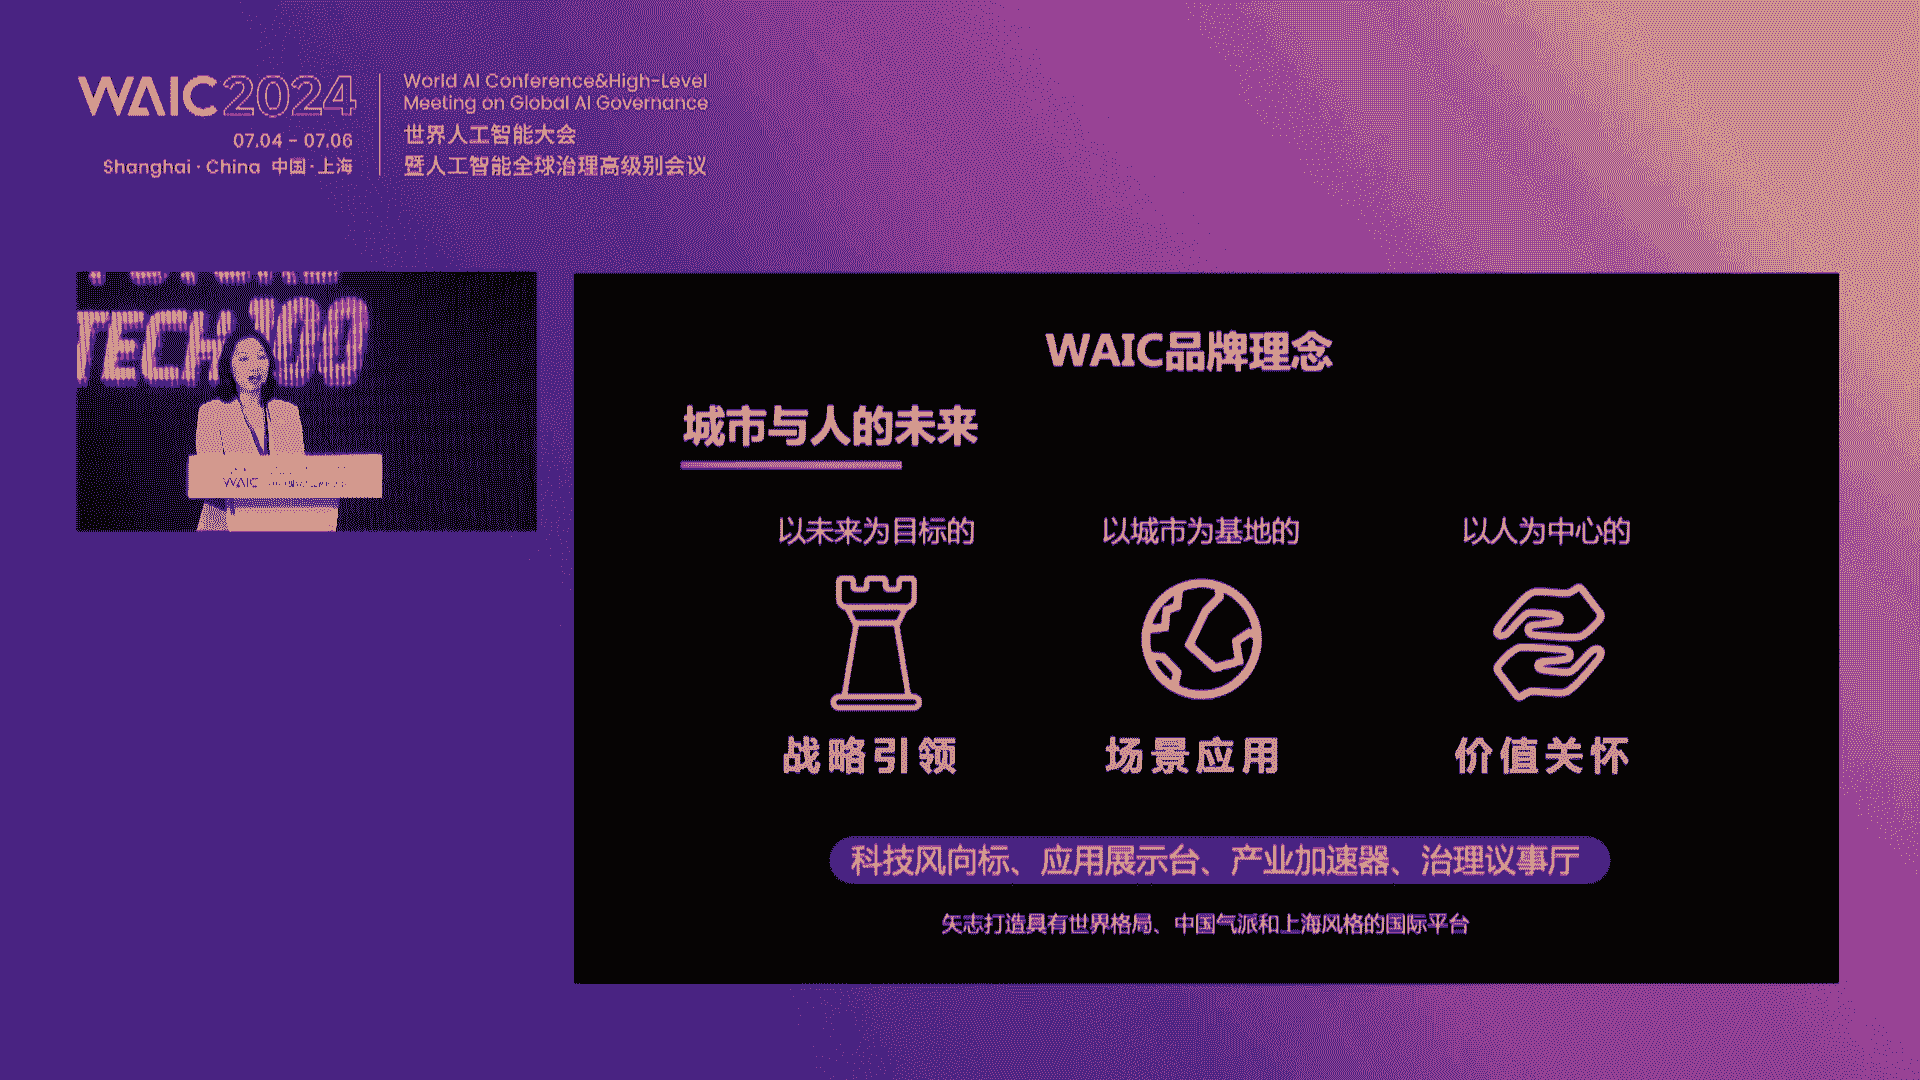 WAIC 2024
07.04 - 07.06
Shanghai · China 中国·上海
World AI Conference&High-Level
Meeting on Global AI Governance
世界人工智能大会
暨人工智能全球治理高级别会议
TECH100
WAIC
WAIC品牌理念
城市与人的未来
以未来为目标的
以城市为基地的
以人为中心的
战略引领
场景应用
价值关怀
科技风向标、应用展示台、产业加速器、治理议事厅
矢志打造具有世界格局、中国气派和上海风格的国际平台